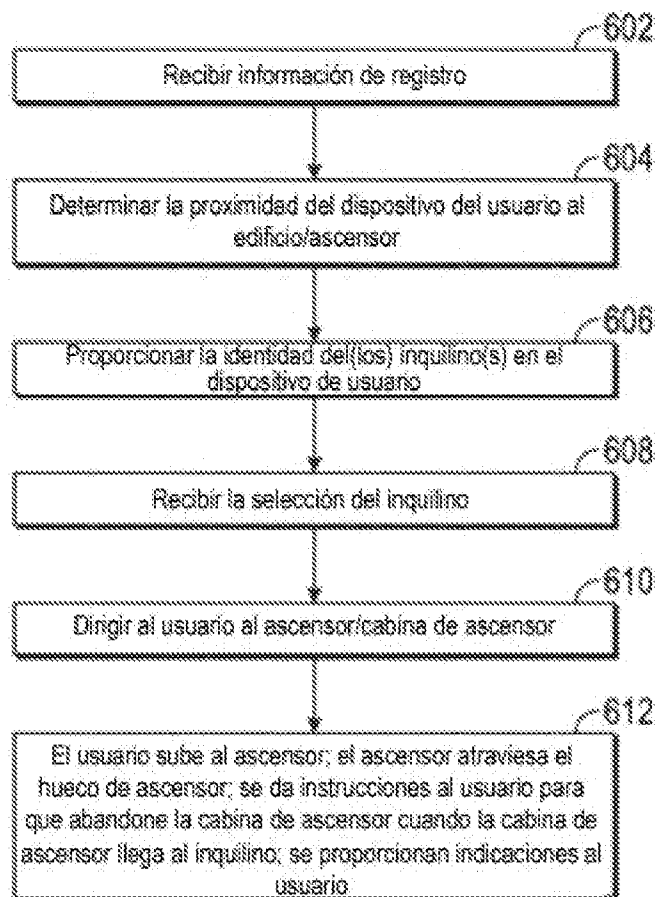 602
Recibir información de registro
604
Determinar la proximidad del dispositivo del usuario al
edificio/ascensor
606
Proporcionar la identidad del(los) inquilino(s) en el
dispositivo de usuario
608
Recibir la selección del inquilino
610
Dirigir al usuario al ascensor/cabina de ascensor
612
El usuario sube al ascensor; el ascensor atraviesa el
hueco de ascensor; se da instrucciones al usuario para
que abandone la cabina de ascensor cuando la cabina de
ascensor llega al inquilino; se proporcionan indicaciones al
usuario